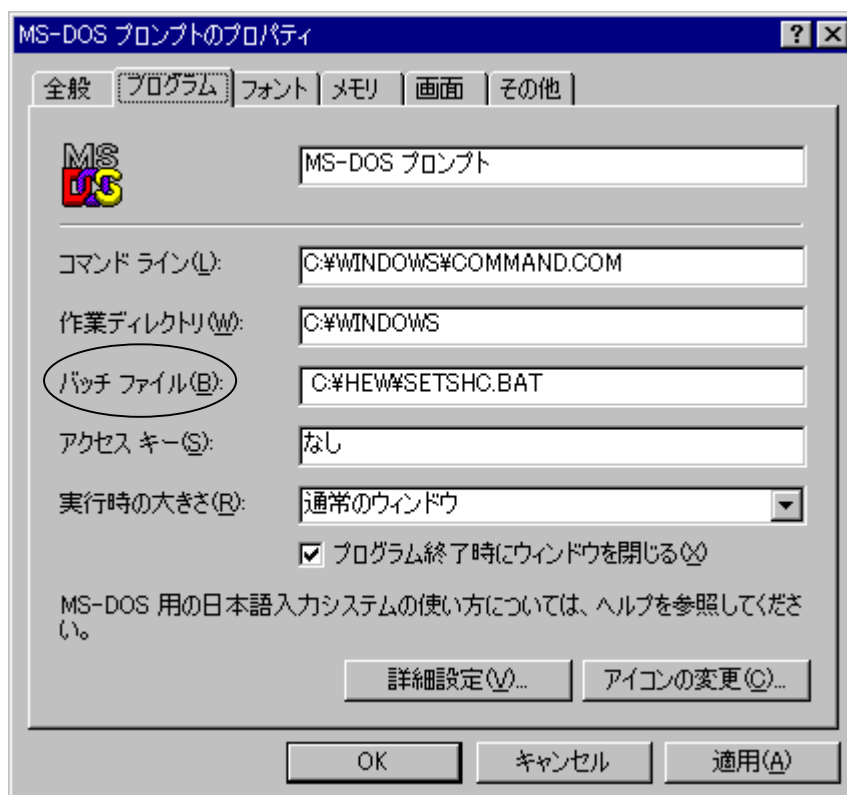 MS-DOS プロンプトのプロパティ
全般 プログラム フォント メモリ 画面 その他
MS DOS
MS-DOS プロンプト
コマンド ライン(L): C:¥WINDOWS¥COMMAND.COM
作業ディレクトリ(W): C:¥WINDOWS
バッチ ファイル(B): C:¥HEW¥SETSHC.BAT
アクセス キー(S): なし
実行時の大きさ(R): 通常のウィンドウ
プログラム終了時にウィンドウを閉じる(X)
MS-DOS 用の日本語入力システムの使い方については、ヘルプを参照してくださ
い。
詳細設定(V)... アイコンの変更(C)...
OK キャンセル 適用(A)